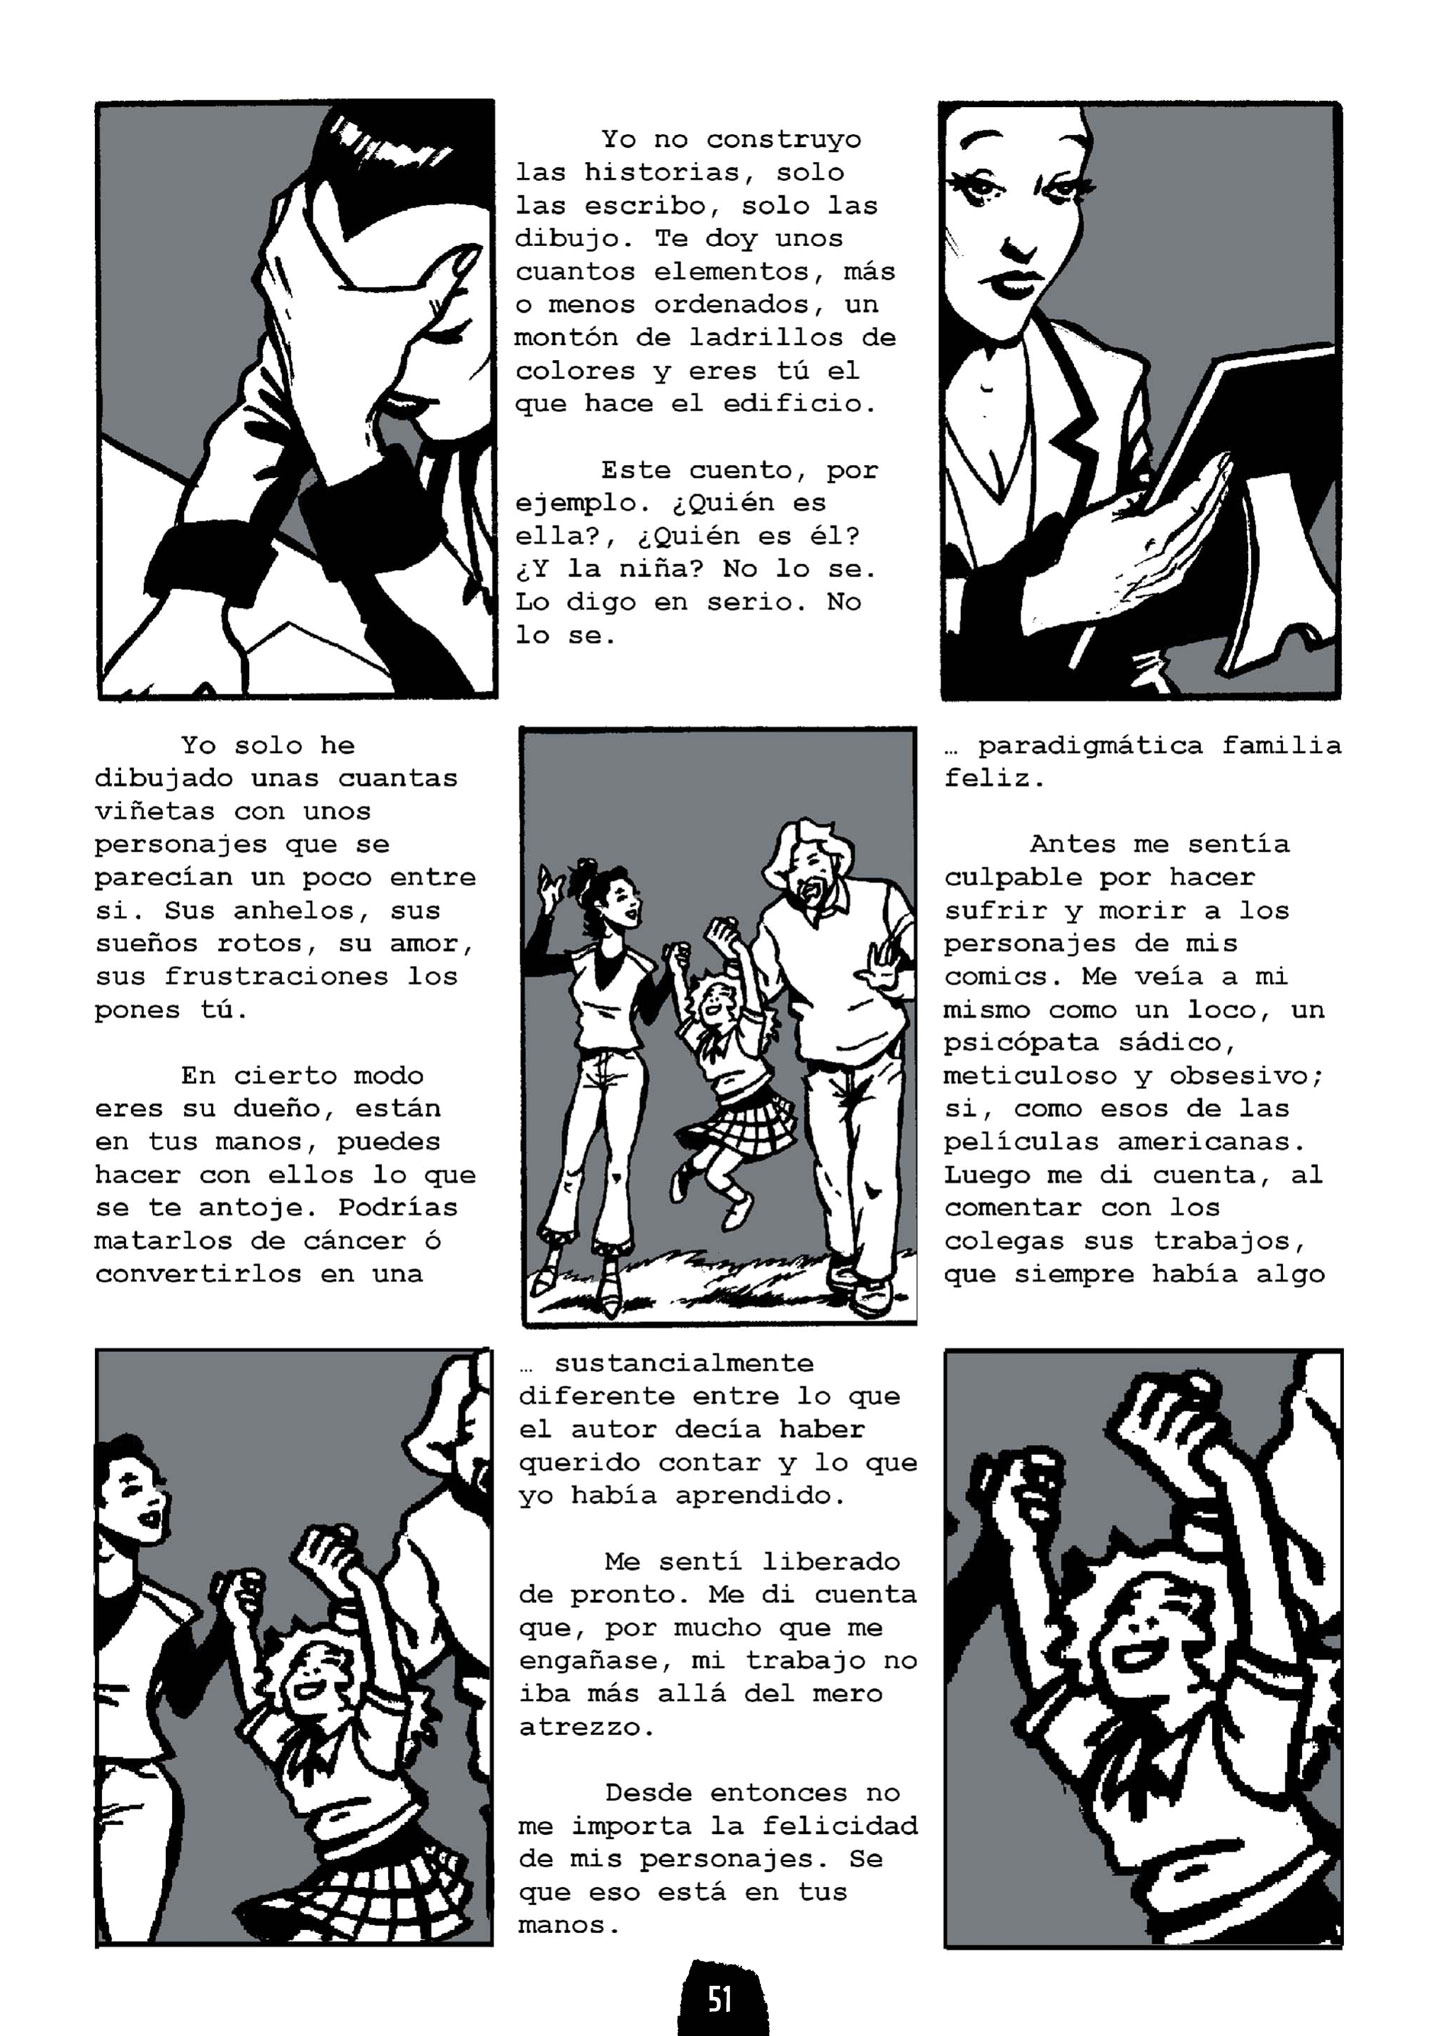 Yo no construyo
las historias, solo
las escribo, solo las
dibujo. Te doy unos
cuantos elementos, más
o menos ordenados, un
montón de ladrillos de
colores y eres tú el
que hace el edificio.
Este cuento, por
ejemplo. ¿Quién es
ella?, ¿Quién es él?
¿Y la niña? No lo se.
Lo digo en serio. No
lo se.
Yo solo he
dibujado unas cuantas
viñetas con unos
personajes que se
parecían un poco entre
si. Sus anhelos, sus
sueños rotos, su amor,
sus frustraciones los
pones tú.
En cierto modo
eres su dueño, están
en tus manos, puedes
hacer con ellos lo que
se te antoje. Podrías
matarlos de cáncer ó
convertirlos en una
… paradigmática familia
feliz.
Antes me sentía
culpable por hacer
sufrir y morir a los
personajes de mis
comics. Me veía a mi
mismo como un loco, un
psicópata sádico,
meticuloso y obsesivo;
si, como esos de las
películas americanas.
Luego me di cuenta, al
comentar con los
colegas sus trabajos,
que siempre había algo
… sustancialmente
diferente entre lo que
el autor decía haber
querido contar y lo que
yo había aprendido.
Me sentí liberado
de pronto. Me di cuenta
que, por mucho que me
engañase, mi trabajo no
iba más allá del mero
atrezzo.
Desde entonces no
me importa la felicidad
de mis personajes. Se
que eso está en tus
manos.
51